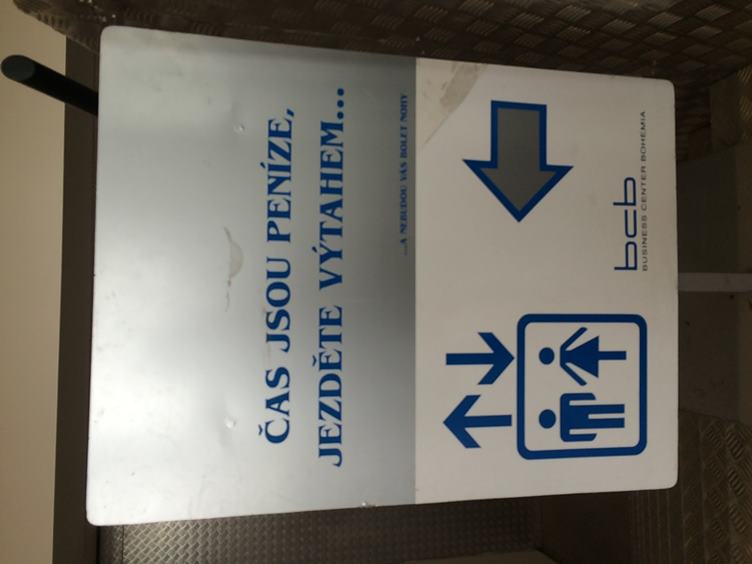 ČAS JSOU PENÍZE,
JEZDĚTE VÝTAHEM...
...A NEBUDOU VÁS BOLET NOHY
bcb
BUSINESS CENTER BOHEMIA